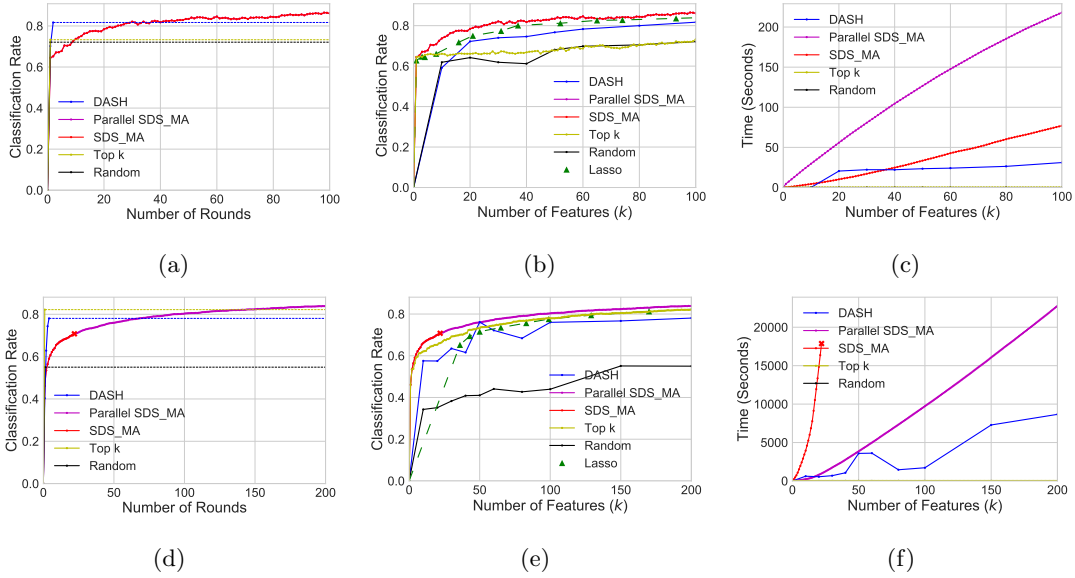 Classification Rate
0.8
0.6
0.4
0.2
0.0
DASH
Parallel SDS_MA
SDS_MA
Top k
Random
0 20 40 60 80 100
Number of Rounds
(a)
Classification Rate
0.8
0.6
0.4
0.2
0.0
DASH
Parallel SDS_MA
SDS_MA
Top k
Random
Lasso
0 20 40 60 80 100
Number of Features (k)
(b)
Time (Seconds)
200
150
100
50
0
DASH
Parallel SDS_MA
SDS_MA
Top k
Random
0 20 40 60 80 100
Number of Features (k)
(c)
Classification Rate
0.8
0.6
0.4
0.2
0.0
DASH
Parallel SDS_MA
SDS_MA
Top k
Random
0 50 100 150 200
Number of Rounds
(d)
Classification Rate
0.8
0.6
0.4
0.2
0.0
DASH
Parallel SDS_MA
SDS_MA
Top k
Random
Lasso
0 50 100 150 200
Number of Features (k)
(e)
Time (Seconds)
20000
15000
10000
5000
0
DASH
Parallel SDS_MA
SDS_MA
Top k
Random
0 50 100 150 200
Number of Features (k)
(f)